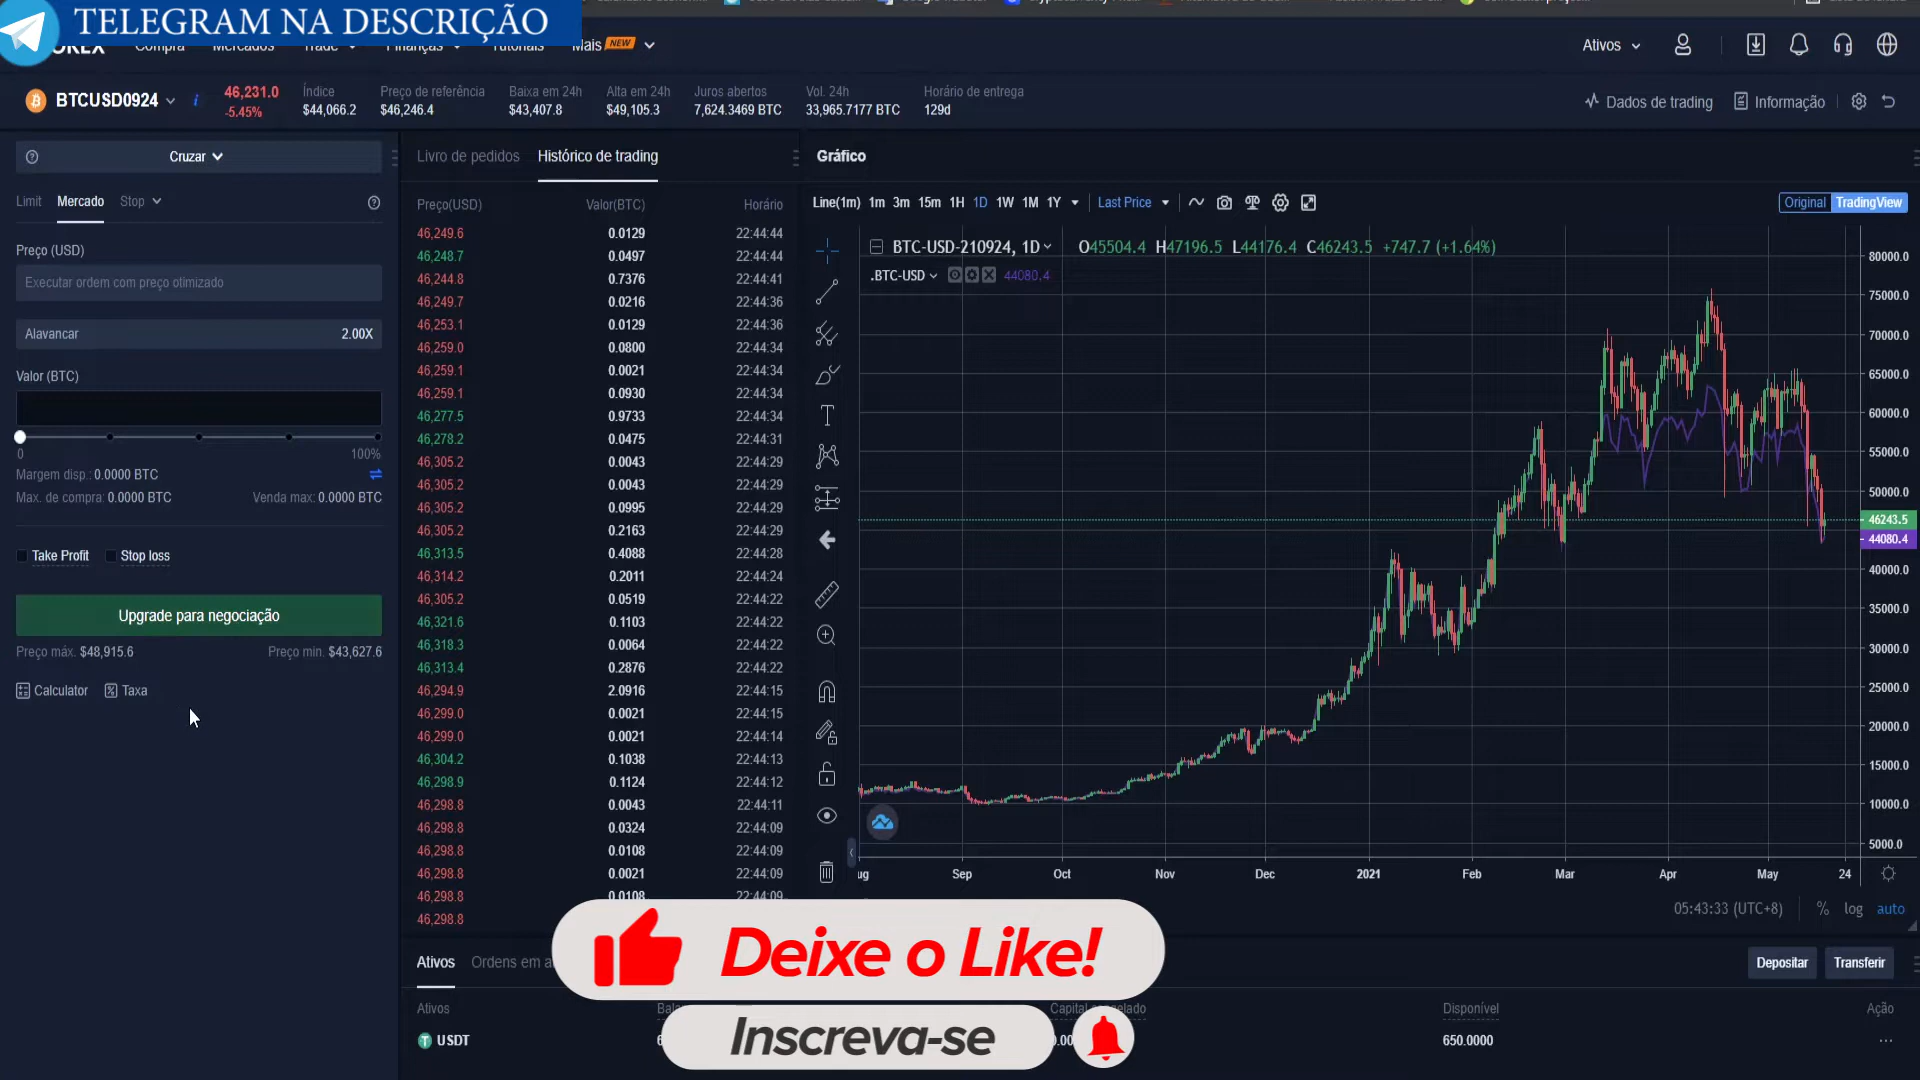 TELEGRAM NA DESCRIÇÃO
Compra Mercados Trade Finanças Tutoriais Mais NEW
Ativos
BTCUSD0924 i 46,231.0 -5.45%
Índice $44,066.2
Preço de referência $46,246.4
Baixa em 24h $43,407.8
Alta em 24h $49,105.3
Juros abertos 7,624.3469 BTC
Vol. 24h 33,965.7177 BTC
Horário de entrega 129d
Dados de trading Informação
Cruzar
Limit Mercado Stop
Preço (USD)
Executar ordem com preço otimizado
Alavancar 2.00X
Valor (BTC)
0 100%
Margem disp.: 0.0000 BTC
Max. de compra: 0.0000 BTC Venda max: 0.0000 BTC
Take Profit Stop loss
Upgrade para negociação
Preço máx. $48,915.6 Preço min. $43,627.6
Calculator Taxa
Livro de pedidos Histórico de trading
Preço(USD) Valor(BTC) Horário
46,249.6 0.0129 22:44:44
46,248.7 0.0497 22:44:44
46,244.8 0.7376 22:44:41
46,249.7 0.0216 22:44:36
46,253.1 0.0129 22:44:36
46,259.0 0.0800 22:44:34
46,259.1 0.0021 22:44:34
46,259.1 0.0930 22:44:34
46,277.5 0.9733 22:44:34
46,278.2 0.0475 22:44:31
46,305.2 0.0043 22:44:29
46,305.2 0.0043 22:44:29
46,305.2 0.0995 22:44:29
46,305.2 0.2163 22:44:29
46,313.5 0.4088 22:44:28
46,314.2 0.2011 22:44:24
46,305.2 0.0519 22:44:22
46,321.6 0.1103 22:44:22
46,318.3 0.0064 22:44:22
46,313.4 0.2876 22:44:22
46,294.9 2.0916 22:44:15
46,299.0 0.0021 22:44:15
46,299.0 0.0021 22:44:14
46,304.2 0.1038 22:44:13
46,298.9 0.1124 22:44:12
46,298.8 0.0043 22:44:11
46,298.8 0.0324 22:44:09
46,298.8 0.0108 22:44:09
46,298.8 0.0021 22:44:09
46,298.8 0.0108 22:44:09
46,298.8
Gráfico
Line(1m) 1m 3m 15m 1H 1D 1W 1M 1Y Last Price Original TradingView
BTC-USD-210924, 1D O45504.4 H47196.5 L44176.4 C46243.5 +747.7 (+1.64%)
.BTC-USD 44080.4
80000.0
75000.0
70000.0
65000.0
60000.0
55000.0
50000.0
46243.5
44080.4
40000.0
35000.0
30000.0
25000.0
20000.0
15000.0
10000.0
5000.0
ug Sep Oct Nov Dec 2021 Feb Mar Apr May 24
05:43:33 (UTC+8) % log auto
Deixe o Like!
Inscreva-se
Ativos Ordens em a
Depositar Transferir
Ativos Capital Disponível Ação
USDT 650.0000 ...